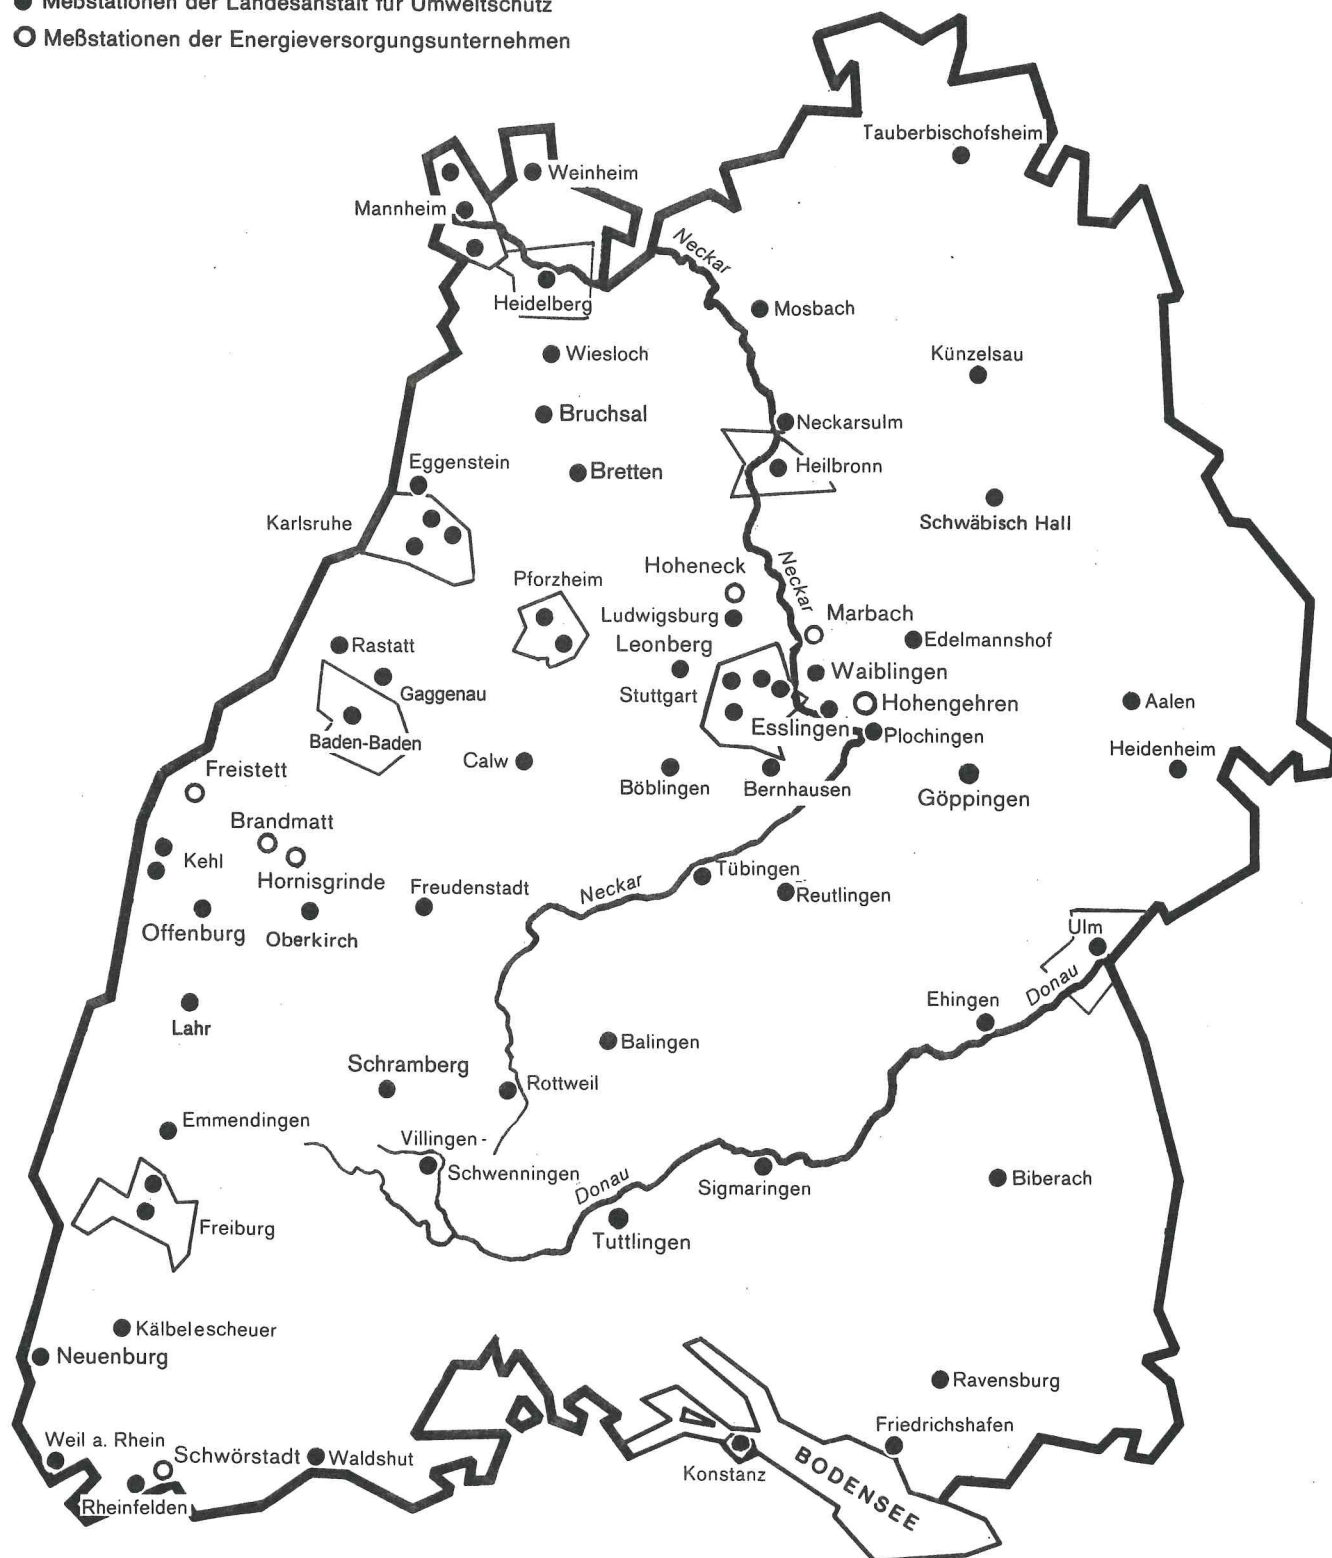 Meßstationen der Landesanstalt für Umweltschutz
Meßstationen der Energieversorgungsunternehmen
Tauberbischofsheim
Weinheim
Mannheim
Neckar
Heidelberg
Mosbach
Wiesloch
Künzelsau
Bruchsal
Neckarsulm
Eggenstein
Bretten
Heilbronn
Karlsruhe
Schwäbisch Hall
Hoheneck
Neckar
Pforzheim
Ludwigsburg
Marbach
Rastatt
Leonberg
Edelmannshof
Waiblingen
Gaggenau
Stuttgart
Hohengehren
Aalen
Esslingen
Plochingen
Baden-Baden
Heidenheim
Calw
Freistett
Böblingen
Bernhausen
Göppingen
Brandmatt
Kehl
Tübingen
Hornisgrinde
Freudenstadt
Neckar
Reutlingen
Offenburg
Oberkirch
Ulm
Donau
Ehingen
Lahr
Balingen
Schramberg
Rottweil
Emmendingen
Villingen -
Schwenningen
Donau
Sigmaringen
Biberach
Freiburg
Tuttlingen
Kälbelescheuer
Neuenburg
Ravensburg
Friedrichshafen
Weil a. Rhein
Schwörstadt
Waldshut
Konstanz
BODENSEE
Rheinfelden